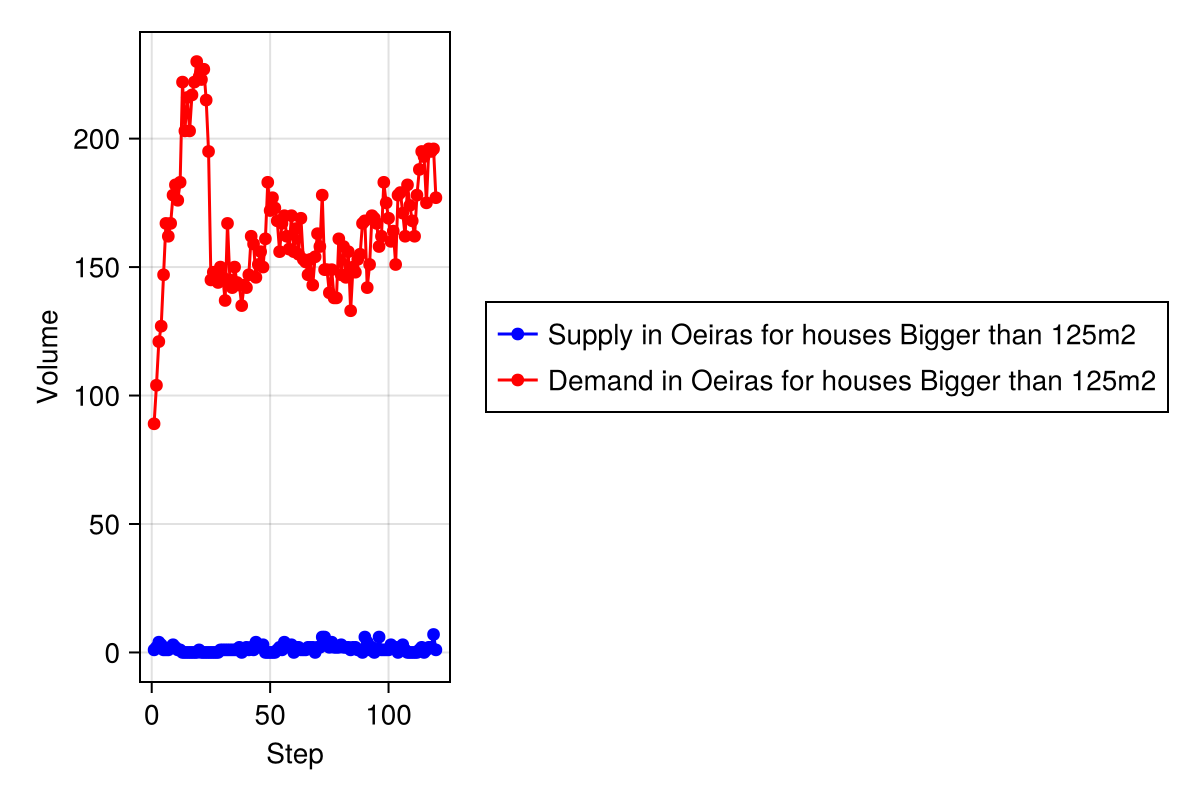 Volume
200
150
100
50
0
0 50 100
Step
Supply in Oeiras for houses Bigger than 125m2
Demand in Oeiras for houses Bigger than 125m2